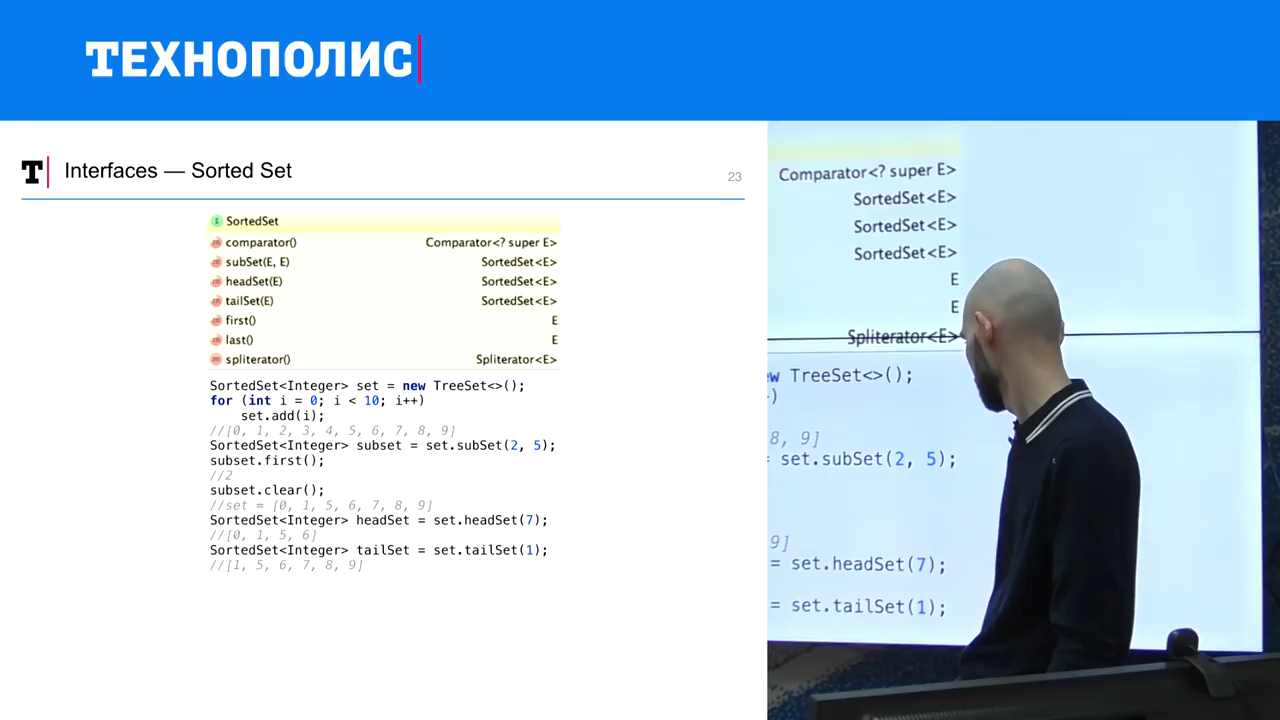 ТЕХНОПОЛИС
T Interfaces — Sorted Set
23
SortedSet
comparator() Comparator<? super E>
subSet(E, E) SortedSet<E>
headSet(E) SortedSet<E>
tailSet(E) SortedSet<E>
first() E
last() E
spliterator() Spliterator<E>
SortedSet<Integer> set = new TreeSet<>();
for (int i = 0; i < 10; i++)
set.add(i);
//[0, 1, 2, 3, 4, 5, 6, 7, 8, 9]
SortedSet<Integer> subset = set.subSet(2, 5);
subset.first();
//2
subset.clear();
//set = [0, 1, 5, 6, 7, 8, 9]
SortedSet<Integer> headSet = set.headSet(7);
//[0, 1, 5, 6]
SortedSet<Integer> tailSet = set.tailSet(1);
//[1, 5, 6, 7, 8, 9]
Comparator<? super E>
SortedSet<E>
SortedSet<E>
SortedSet<E>
E
E
Spliterator<E>
w TreeSet<>();
)
8, 9]
= set.subSet(2, 5);
9]
= set.headSet(7);
= set.tailSet(1);